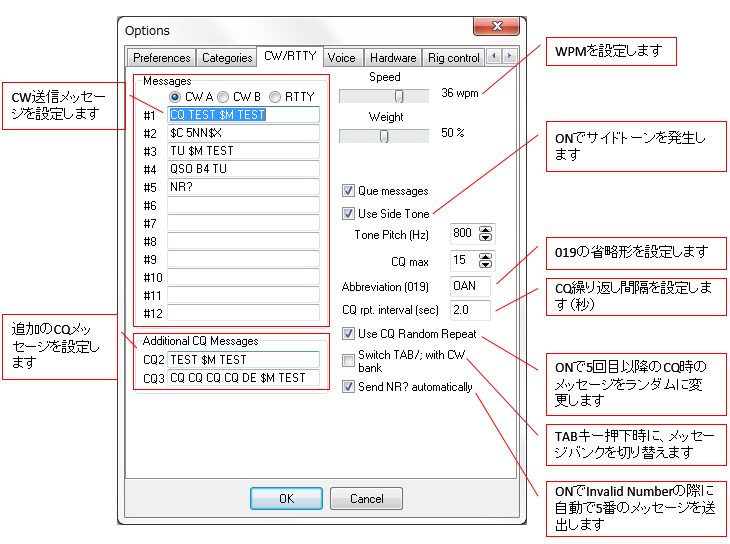 Options
Preferences
Categories
CW/RTTY
Voice
Hardware
Rig control
Messages
CW A
CW B
RTTY
#1 CQ TEST $M TEST
#2 $C 5NN$X
#3 TU $M TEST
#4 QSO B4 TU
#5 NR?
#6
#7
#8
#9
#10
#11
#12
Additional CQ Messages
CQ2 TEST $M TEST
CQ3 CQ CQ CQ CQ DE $M TEST
Speed
36 wpm
Weight
50 %
Que messages
Use Side Tone
Tone Pitch (Hz) 800
CQ max 15
Abbreviation (019) OAN
CQ rpt. interval (sec) 2.0
Use CQ Random Repeat
Switch TAB/; with CW
bank
Send NR? automatically
OK
Cancel
CW送信メッセー
ジを設定します
追加のCQメッ
セージを設定し
ます
WPMを設定します
ONでサイドトーンを発生し
ます
019の省略形を設定します
CQ繰り返し間隔を設定しま
す（秒）
ONで5回目以降のCQ時の
メッセージをランダムに変
更します
TABキー押下時に、メッセー
ジバンクを切り替えます
ONでInvalid Numberの際に
自動で5番のメッセージを送
出します